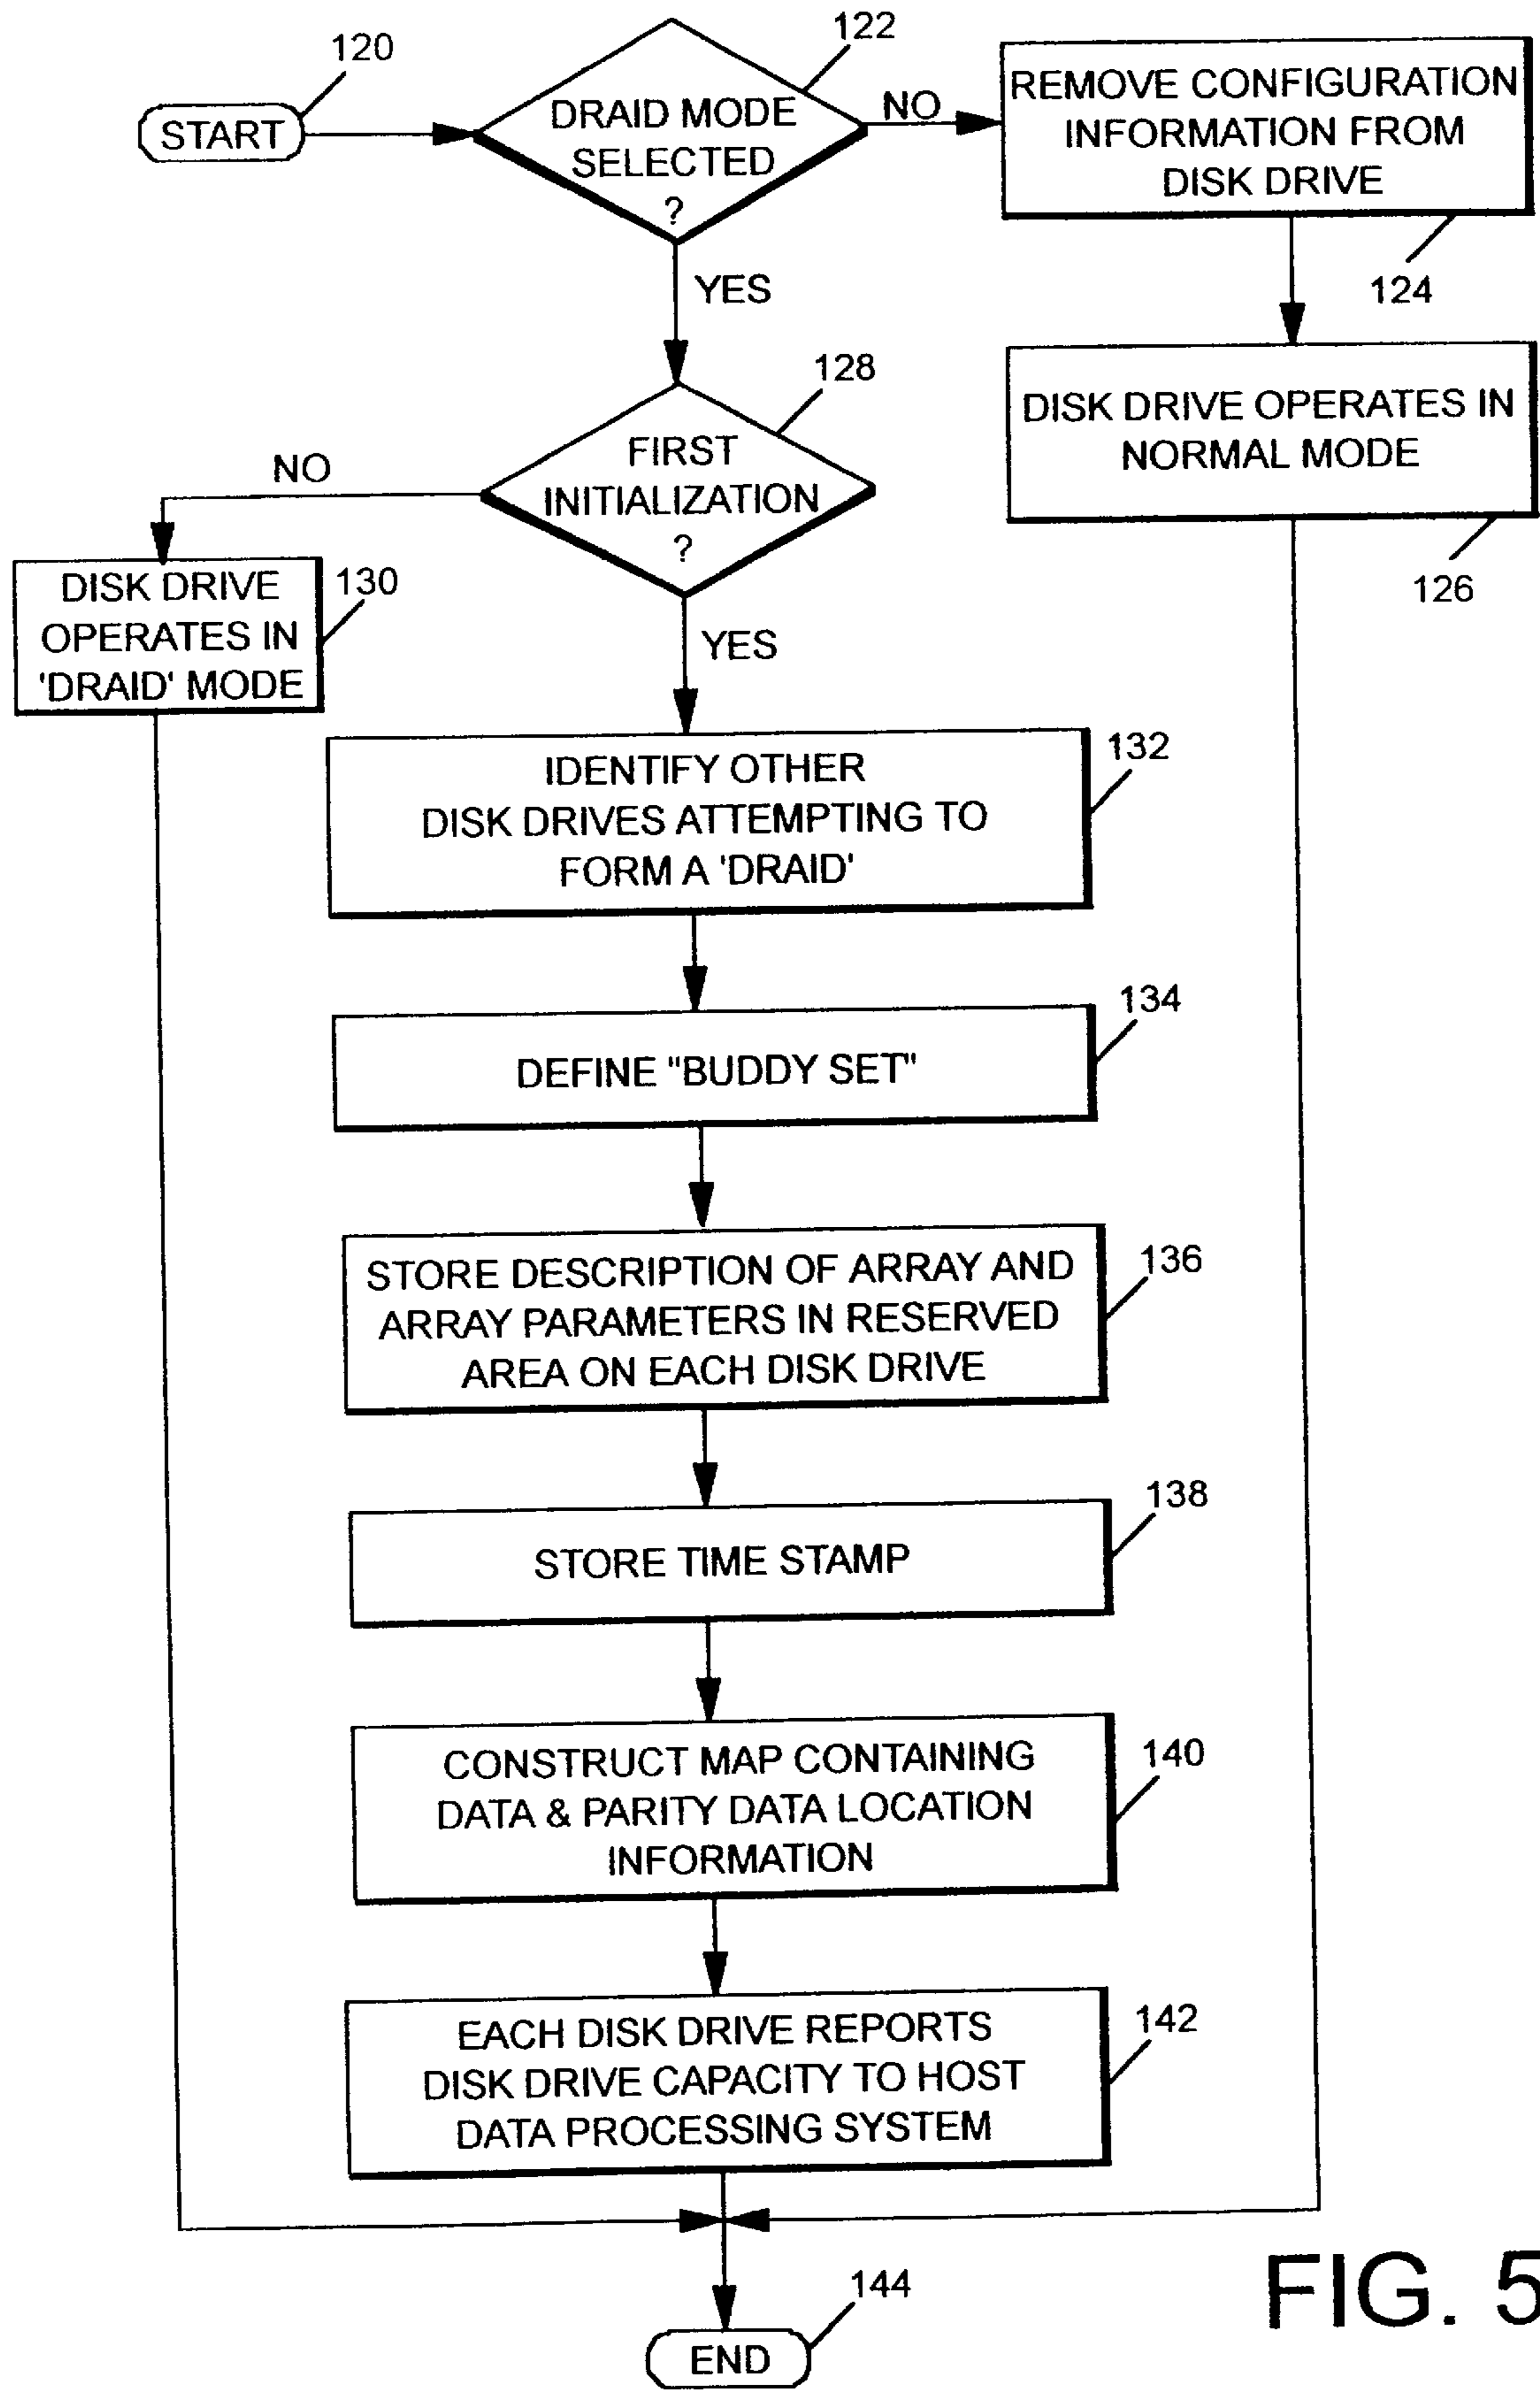 120
START
122
DRAID MODE
SELECTED
?
NO
REMOVE CONFIGURATION
INFORMATION FROM
DISK DRIVE
124
YES
DISK DRIVE OPERATES IN
NORMAL MODE
126
128
FIRST
INITIALIZATION
?
NO
DISK DRIVE
OPERATES IN
'DRAID' MODE
130
YES
IDENTIFY OTHER
DISK DRIVES ATTEMPTING TO
FORM A 'DRAID'
132
DEFINE "BUDDY SET"
134
STORE DESCRIPTION OF ARRAY AND
ARRAY PARAMETERS IN RESERVED
AREA ON EACH DISK DRIVE
136
STORE TIME STAMP
138
CONSTRUCT MAP CONTAINING
DATA & PARITY DATA LOCATION
INFORMATION
140
EACH DISK DRIVE REPORTS
DISK DRIVE CAPACITY TO HOST
DATA PROCESSING SYSTEM
142
144
END
FIG. 5